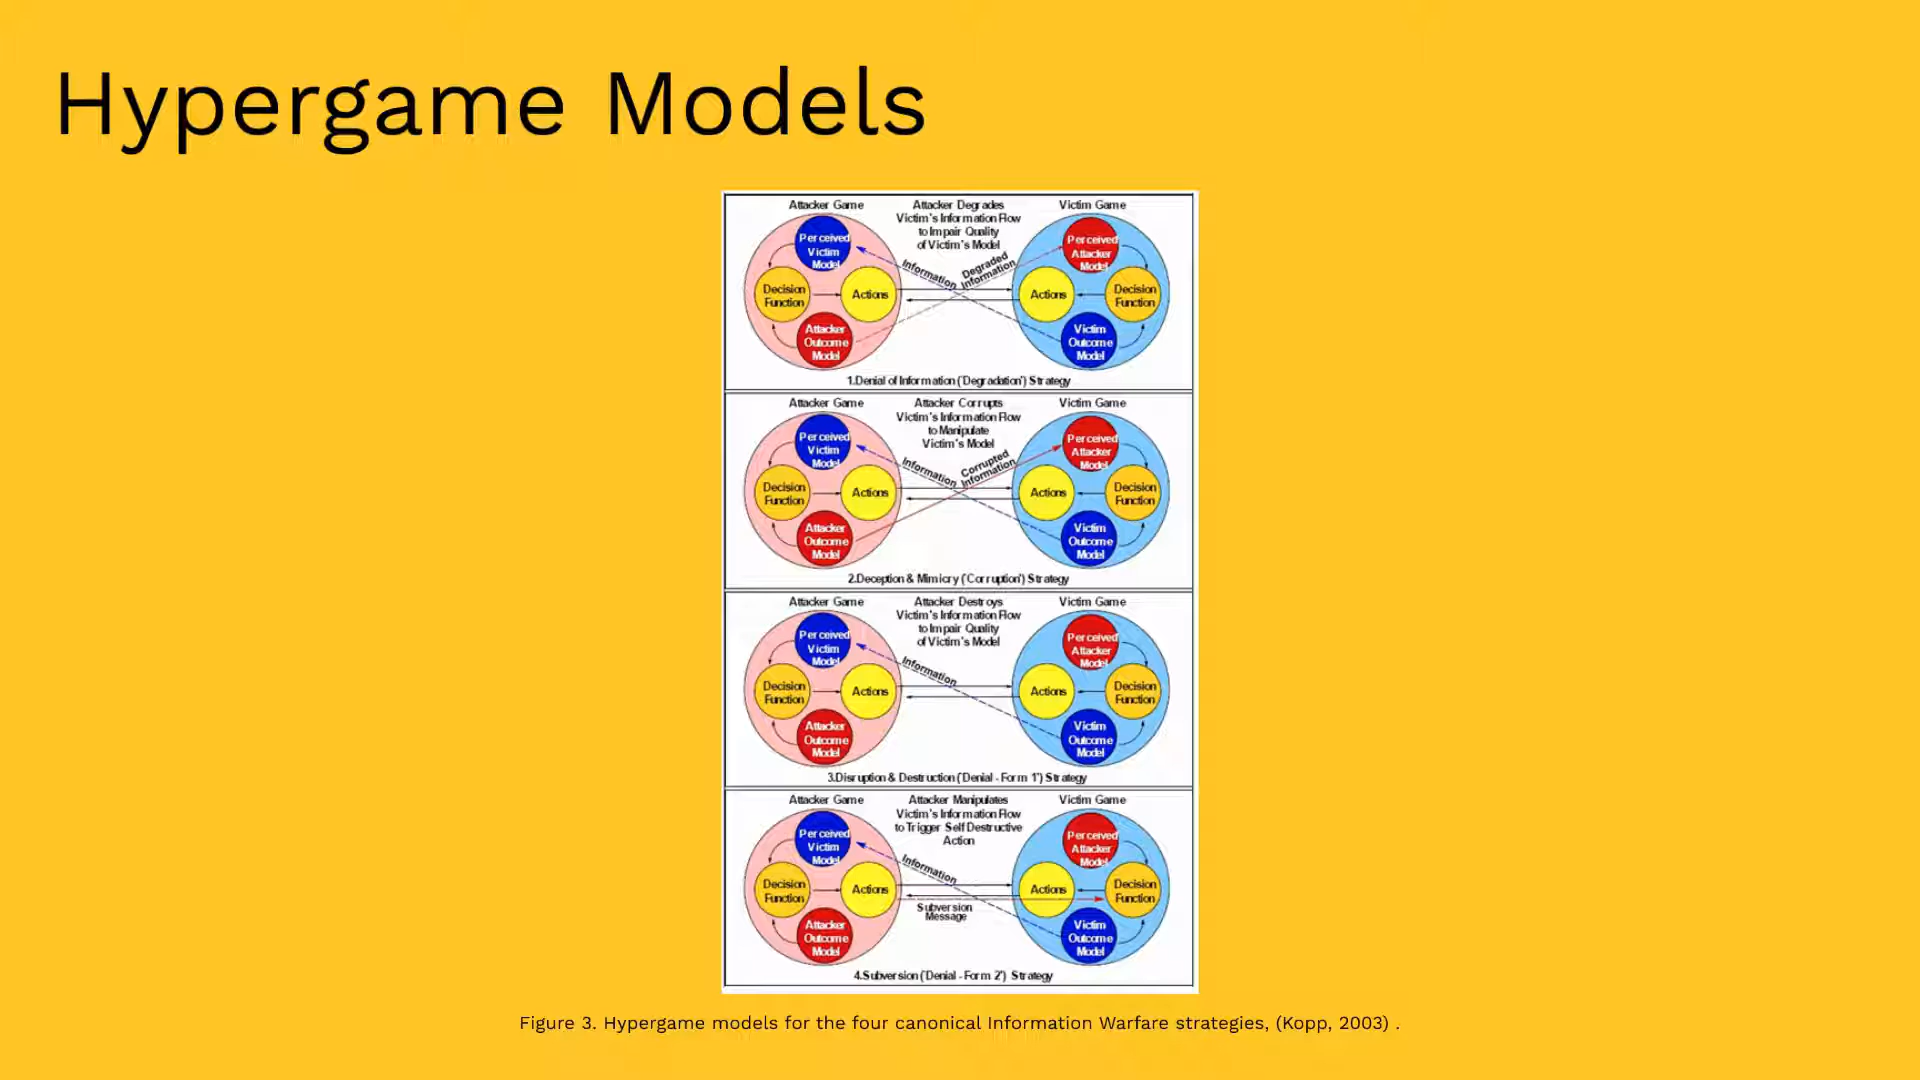 Hypergame Models
Attacker Game
Attacker Degrades
Victim's Information Flow
to Impair Quality
of Victim's Model
Victim Game
Perceived
Victim
Model
Decision
Function
Actions
Attacker
Outcome
Model
Information
Degraded
Information
Perceived
Attacker
Model
Actions
Decision
Function
Victim
Outcome
Model
1.Denial of Information ('Degradation') Strategy
Attacker Game
Attacker Corrupts
Victim's Information Flow
to Manipulate
Victim's Model
Victim Game
Perceived
Victim
Model
Decision
Function
Actions
Attacker
Outcome
Model
Information
Corrupted
Information
Perceived
Attacker
Model
Actions
Decision
Function
Victim
Outcome
Model
2.Deception & Mimicry ('Corruption') Strategy
Attacker Game
Attacker Destroys
Victim's Information Flow
to Impair Quality
of Victim's Model
Victim Game
Perceived
Victim
Model
Decision
Function
Actions
Attacker
Outcome
Model
Information
Perceived
Attacker
Model
Actions
Decision
Function
Victim
Outcome
Model
3.Disruption & Destruction ('Denial - Form 1') Strategy
Attacker Game
Attacker Manipulates
Victim's Information Flow
to Trigger Self Destructive
Action
Victim Game
Perceived
Victim
Model
Decision
Function
Actions
Attacker
Outcome
Model
Information
Subversion
Message
Perceived
Attacker
Model
Actions
Decision
Function
Victim
Outcome
Model
4.Subversion ('Denial - Form 2') Strategy
Figure 3. Hypergame models for the four canonical Information Warfare strategies, (Kopp, 2003) .